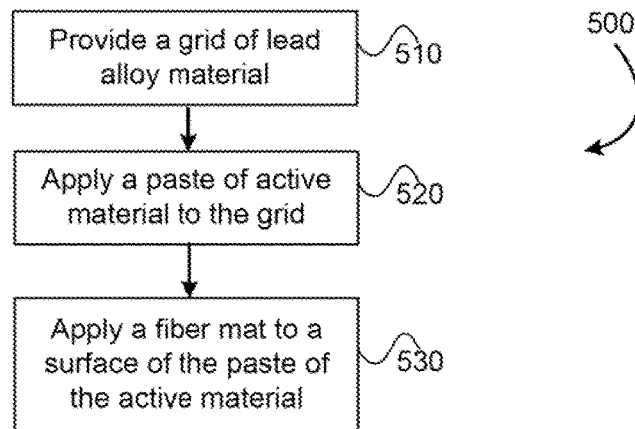 Provide a grid of lead
alloy material
510
500
Apply a paste of active
material to the grid
520
Apply a fiber mat to a
surface of the paste of
the active material
530